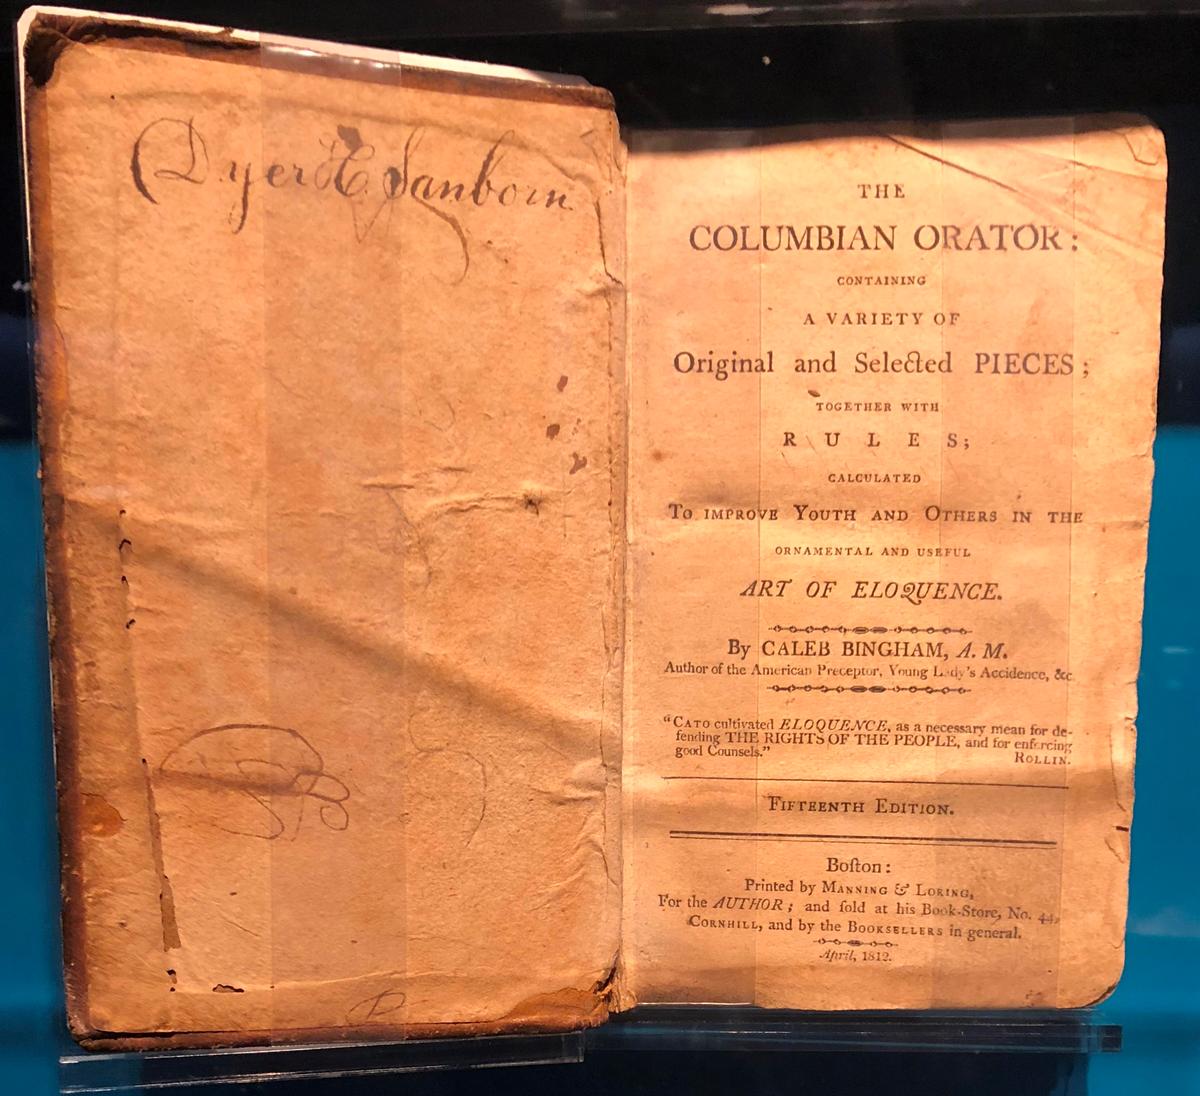 Dyer H. Sanborn
THE
COLUMBIAN ORATOR:
CONTAINING
A VARIETY OF
Original and Selected PIECES;
TOGETHER WITH
RULES;
CALCULATED
TO IMPROVE YOUTH AND OTHERS IN THE
ORNAMENTAL AND USEFUL
ART OF ELOQUENCE.
By CALEB BINGHAM, A. M.
Author of the American Preceptor, Young Lady's Accidence, &c.
"CATO cultivated ELOQUENCE, as a necessary mean for de-
fending THE RIGHTS OF THE PEOPLE, and for enforcing
good Counsels."
ROLLIN.
FIFTEENTH EDITION.
Boſton:
Printed by MANNING & LORING,
For the AUTHOR; and ſold at his Book-Store, No. 44,
CORNHILL, and by the BOOKSELLERS in general.
April, 1812.